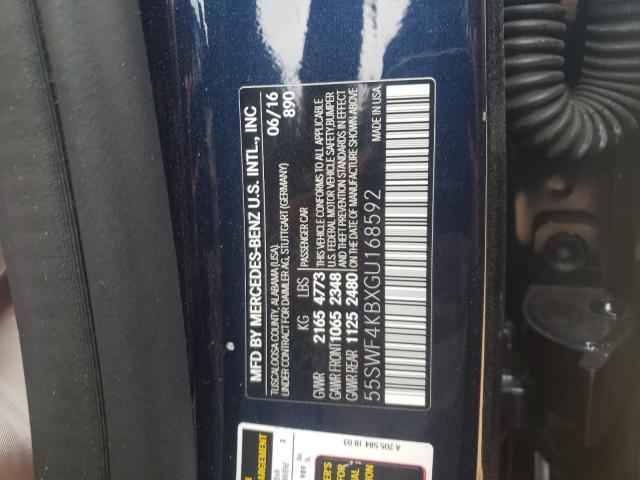 MFD BY MERCEDES-BENZ U.S. INTL., INC
TUSCALOOSA COUNTY, ALABAMA (USA)
UNDER CONTRACT FOR DAIMLER AG, STUTTGART (GERMANY)
06/16
890
PASSENGER CAR
KG LBS
GVWR 2165 4773
GAWR FRONT 1065 2348
GAWR REAR 1125 2480
THIS VEHICLE CONFORMS TO ALL APPLICABLE
U.S. FEDERAL MOTOR VEHICLE SAFETY, BUMPER
AND THEFT PREVENTION STANDARDS IN EFFECT
ON THE DATE OF MANUFACTURE SHOWN ABOVE
55SWF4KBXGU168592
MADE IN USA
A 205 584 18 03